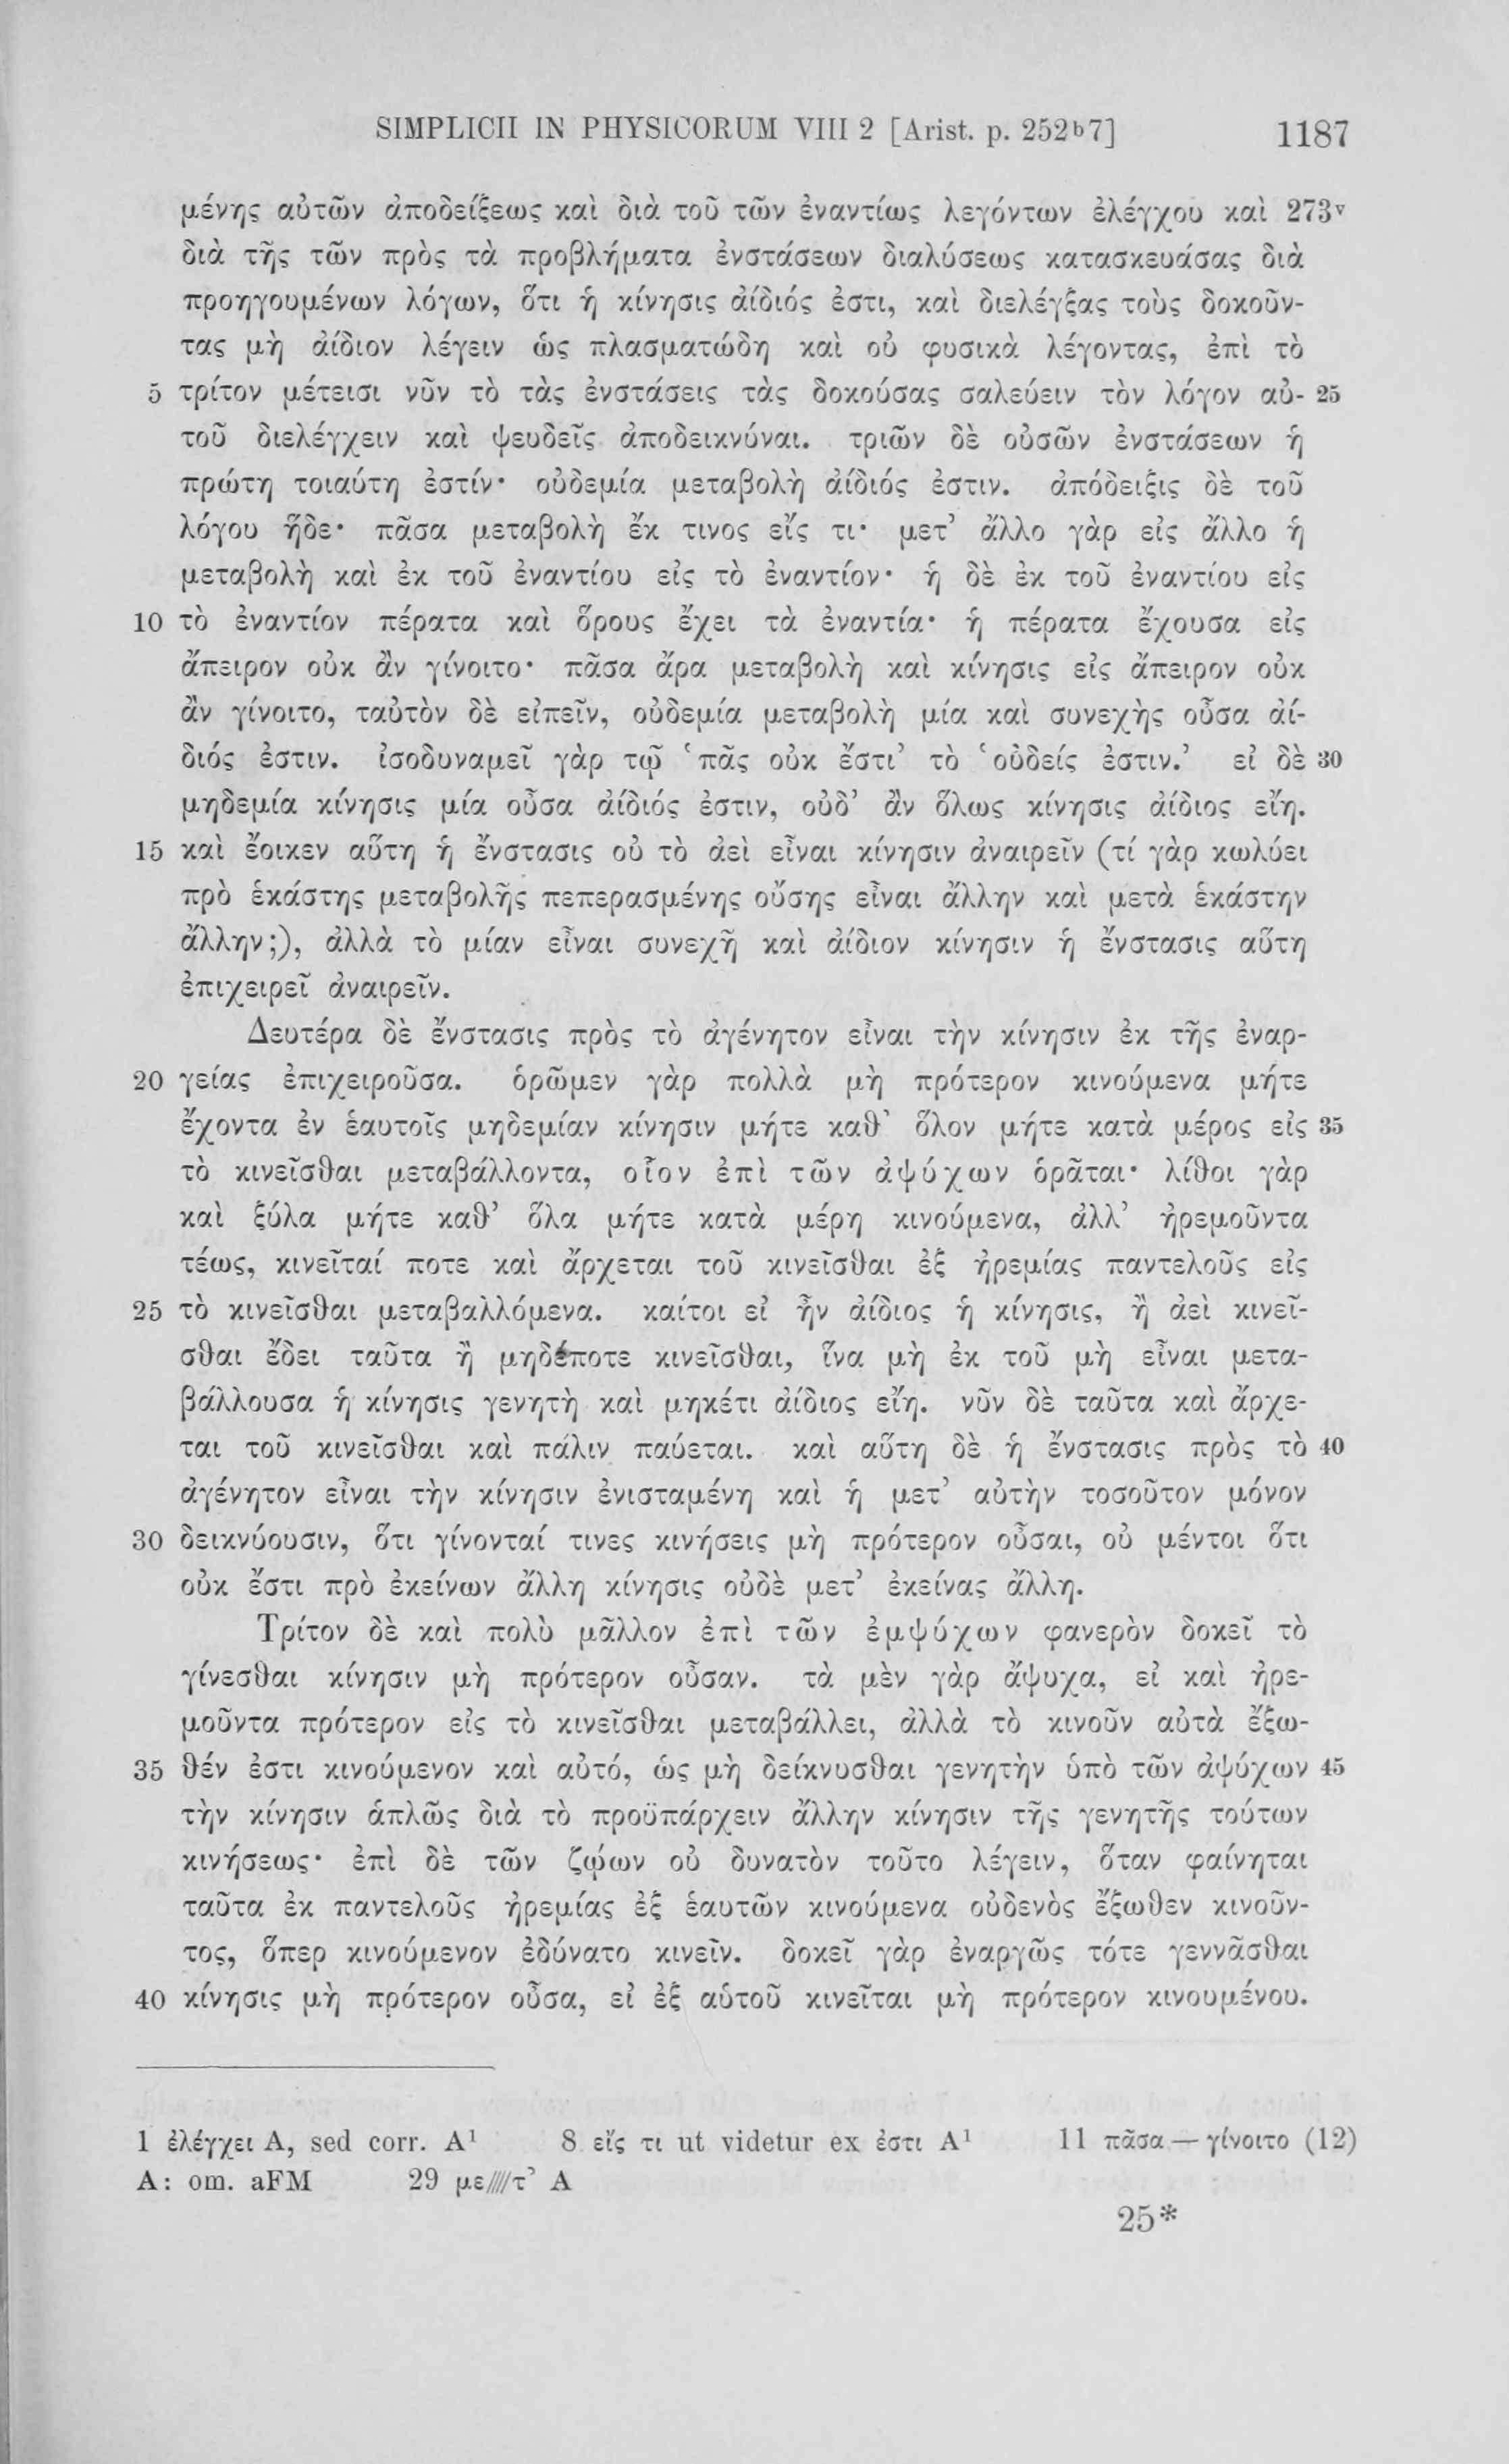 SIMPLICII IN PHYSICORUM VIII 2 [Arist. p. 252ᵇ7] 1187
μένης αὐτῶν ἀποδείξεως καὶ διὰ τοῦ τῶν ἐναντίως λεγόντων ἐλέγχου καὶ 273ᵛ
διὰ τῆς τῶν πρὸς τὰ προβλήματα ἐνστάσεων διαλύσεως κατασκευάσας διὰ
προηγουμένων λόγων, ὅτι ἡ κίνησις ἀίδιός ἐστι, καὶ διελέγξας τοὺς δοκοῦν-
τας μὴ ἀίδιον λέγειν ὡς πλασματώδη καὶ οὐ φυσικὰ λέγοντας, ἐπὶ τὸ
5 τρίτον μέτεισι νῦν τὸ τὰς ἐνστάσεις τὰς δοκούσας σαλεύειν τὸν λόγον αὐ- 25
τοῦ διελέγχειν καὶ ψευδεῖς ἀποδεικνύναι. τριῶν δὲ οὐσῶν ἐνστάσεων ἡ
πρώτη τοιαύτη ἐστίν· οὐδεμία μεταβολὴ ἀίδιός ἐστιν. ἀπόδειξις δὲ τοῦ
λόγου ἥδε· πᾶσα μεταβολὴ ἔκ τινος εἴς τι· μετ’ ἄλλο γὰρ εἰς ἄλλο ἡ
μεταβολὴ καὶ ἐκ τοῦ ἐναντίου εἰς τὸ ἐναντίον· ἡ δὲ ἐκ τοῦ ἐναντίου εἰς
10 τὸ ἐναντίον πέρατα καὶ ὅρους ἔχει τὰ ἐναντία· ἡ πέρατα ἔχουσα εἰς
ἄπειρον οὐκ ἂν γίνοιτο· πᾶσα ἄρα μεταβολὴ καὶ κίνησις εἰς ἄπειρον οὐκ
ἂν γίνοιτο, ταὐτὸν δὲ εἰπεῖν, οὐδεμία μεταβολὴ μία καὶ συνεχὴς οὖσα ἀί-
διός ἐστιν. ἰσοδυναμεῖ γὰρ τῷ ‘πᾶς οὐκ ἔστι’ τὸ ‘οὐδείς ἐστιν.’ εἰ δὲ 30
μηδεμία κίνησις μία οὖσα ἀίδιός ἐστιν, οὐδ’ ἂν ὅλως κίνησις ἀίδιος εἴη.
15 καὶ ἔοικεν αὕτη ἡ ἔνστασις οὐ τὸ ἀεὶ εἶναι κίνησιν ἀναιρεῖν (τί γὰρ κωλύει
πρὸ ἑκάστης μεταβολῆς πεπερασμένης οὔσης εἶναι ἄλλην καὶ μετὰ ἑκάστην
ἄλλην;), ἀλλὰ τὸ μίαν εἶναι συνεχῆ καὶ ἀίδιον κίνησιν ἡ ἔνστασις αὕτη
ἐπιχειρεῖ ἀναιρεῖν.
Δευτέρα δὲ ἔνστασις πρὸς τὸ ἀγένητον εἶναι τὴν κίνησιν ἐκ τῆς ἐναρ-
20 γείας ἐπιχειροῦσα. ὁρῶμεν γὰρ πολλὰ μὴ πρότερον κινούμενα μήτε
ἔχοντα ἐν ἑαυτοῖς μηδεμίαν κίνησιν μήτε καθ’ ὅλον μήτε κατὰ μέρος εἰς 35
τὸ κινεῖσθαι μεταβάλλοντα, οἷον ἐπὶ τῶν ἀψύχων ὁρᾶται· λίθοι γὰρ
καὶ ξύλα μήτε καθ’ ὅλα μήτε κατὰ μέρη κινούμενα, ἀλλ’ ἠρεμοῦντα
τέως, κινεῖταί ποτε καὶ ἄρχεται τοῦ κινεῖσθαι ἐξ ἠρεμίας παντελοῦς εἰς
25 τὸ κινεῖσθαι μεταβαλλόμενα. καίτοι εἰ ἦν ἀίδιος ἡ κίνησις, ἢ ἀεὶ κινεῖ-
σθαι ἔδει ταῦτα ἢ μηδέποτε κινεῖσθαι, ἵνα μὴ ἐκ τοῦ μὴ εἶναι μετα-
βάλλουσα ἡ κίνησις γενητὴ καὶ μηκέτι ἀίδιος εἴη. νῦν δὲ ταῦτα καὶ ἄρχε-
ται τοῦ κινεῖσθαι καὶ πάλιν παύεται. καὶ αὕτη δὲ ἡ ἔνστασις πρὸς τὸ 40
ἀγένητον εἶναι τὴν κίνησιν ἐνισταμένη καὶ ἡ μετ’ αὐτὴν τοσοῦτον μόνον
30 δεικνύουσιν, ὅτι γίνονταί τινες κινήσεις μὴ πρότερον οὖσαι, οὐ μέντοι ὅτι
οὐκ ἔστι πρὸ ἐκείνων ἄλλη κίνησις οὐδὲ μετ’ ἐκείνας ἄλλη.
Τρίτον δὲ καὶ πολὺ μᾶλλον ἐπὶ τῶν ἐμψύχων φανερὸν δοκεῖ τὸ
γίνεσθαι κίνησιν μὴ πρότερον οὖσαν. τὰ μὲν γὰρ ἄψυχα, εἰ καὶ ἠρε-
μοῦντα πρότερον εἰς τὸ κινεῖσθαι μεταβάλλει, ἀλλὰ τὸ κινοῦν αὐτὰ ἔξω-
35 θέν ἐστι κινούμενον καὶ αὐτό, ὡς μὴ δείκνυσθαι γενητὴν ὑπὸ τῶν ἀψύχων 45
τὴν κίνησιν ἁπλῶς διὰ τὸ προϋπάρχειν ἄλλην κίνησιν τῆς γενητῆς τούτων
κινήσεως· ἐπὶ δὲ τῶν ζῴων οὐ δυνατὸν τοῦτο λέγειν, ὅταν φαίνηται
ταῦτα ἐκ παντελοῦς ἠρεμίας ἐξ ἑαυτῶν κινούμενα οὐδενὸς ἔξωθεν κινοῦν-
τος, ὅπερ κινούμενον ἐδύνατο κινεῖν. δοκεῖ γὰρ ἐναργῶς τότε γεννᾶσθαι
40 κίνησις μὴ πρότερον οὖσα, εἰ ἐξ αὑτοῦ κινεῖται μὴ πρότερον κινουμένου.
1 ἐλέγχει A, sed corr. A¹ 8 εἴς τι ut videtur ex ἐστι A¹ 11 πᾶσα — γίνοιτο (12)
A: om. aFM 29 με////τ’ A
25*